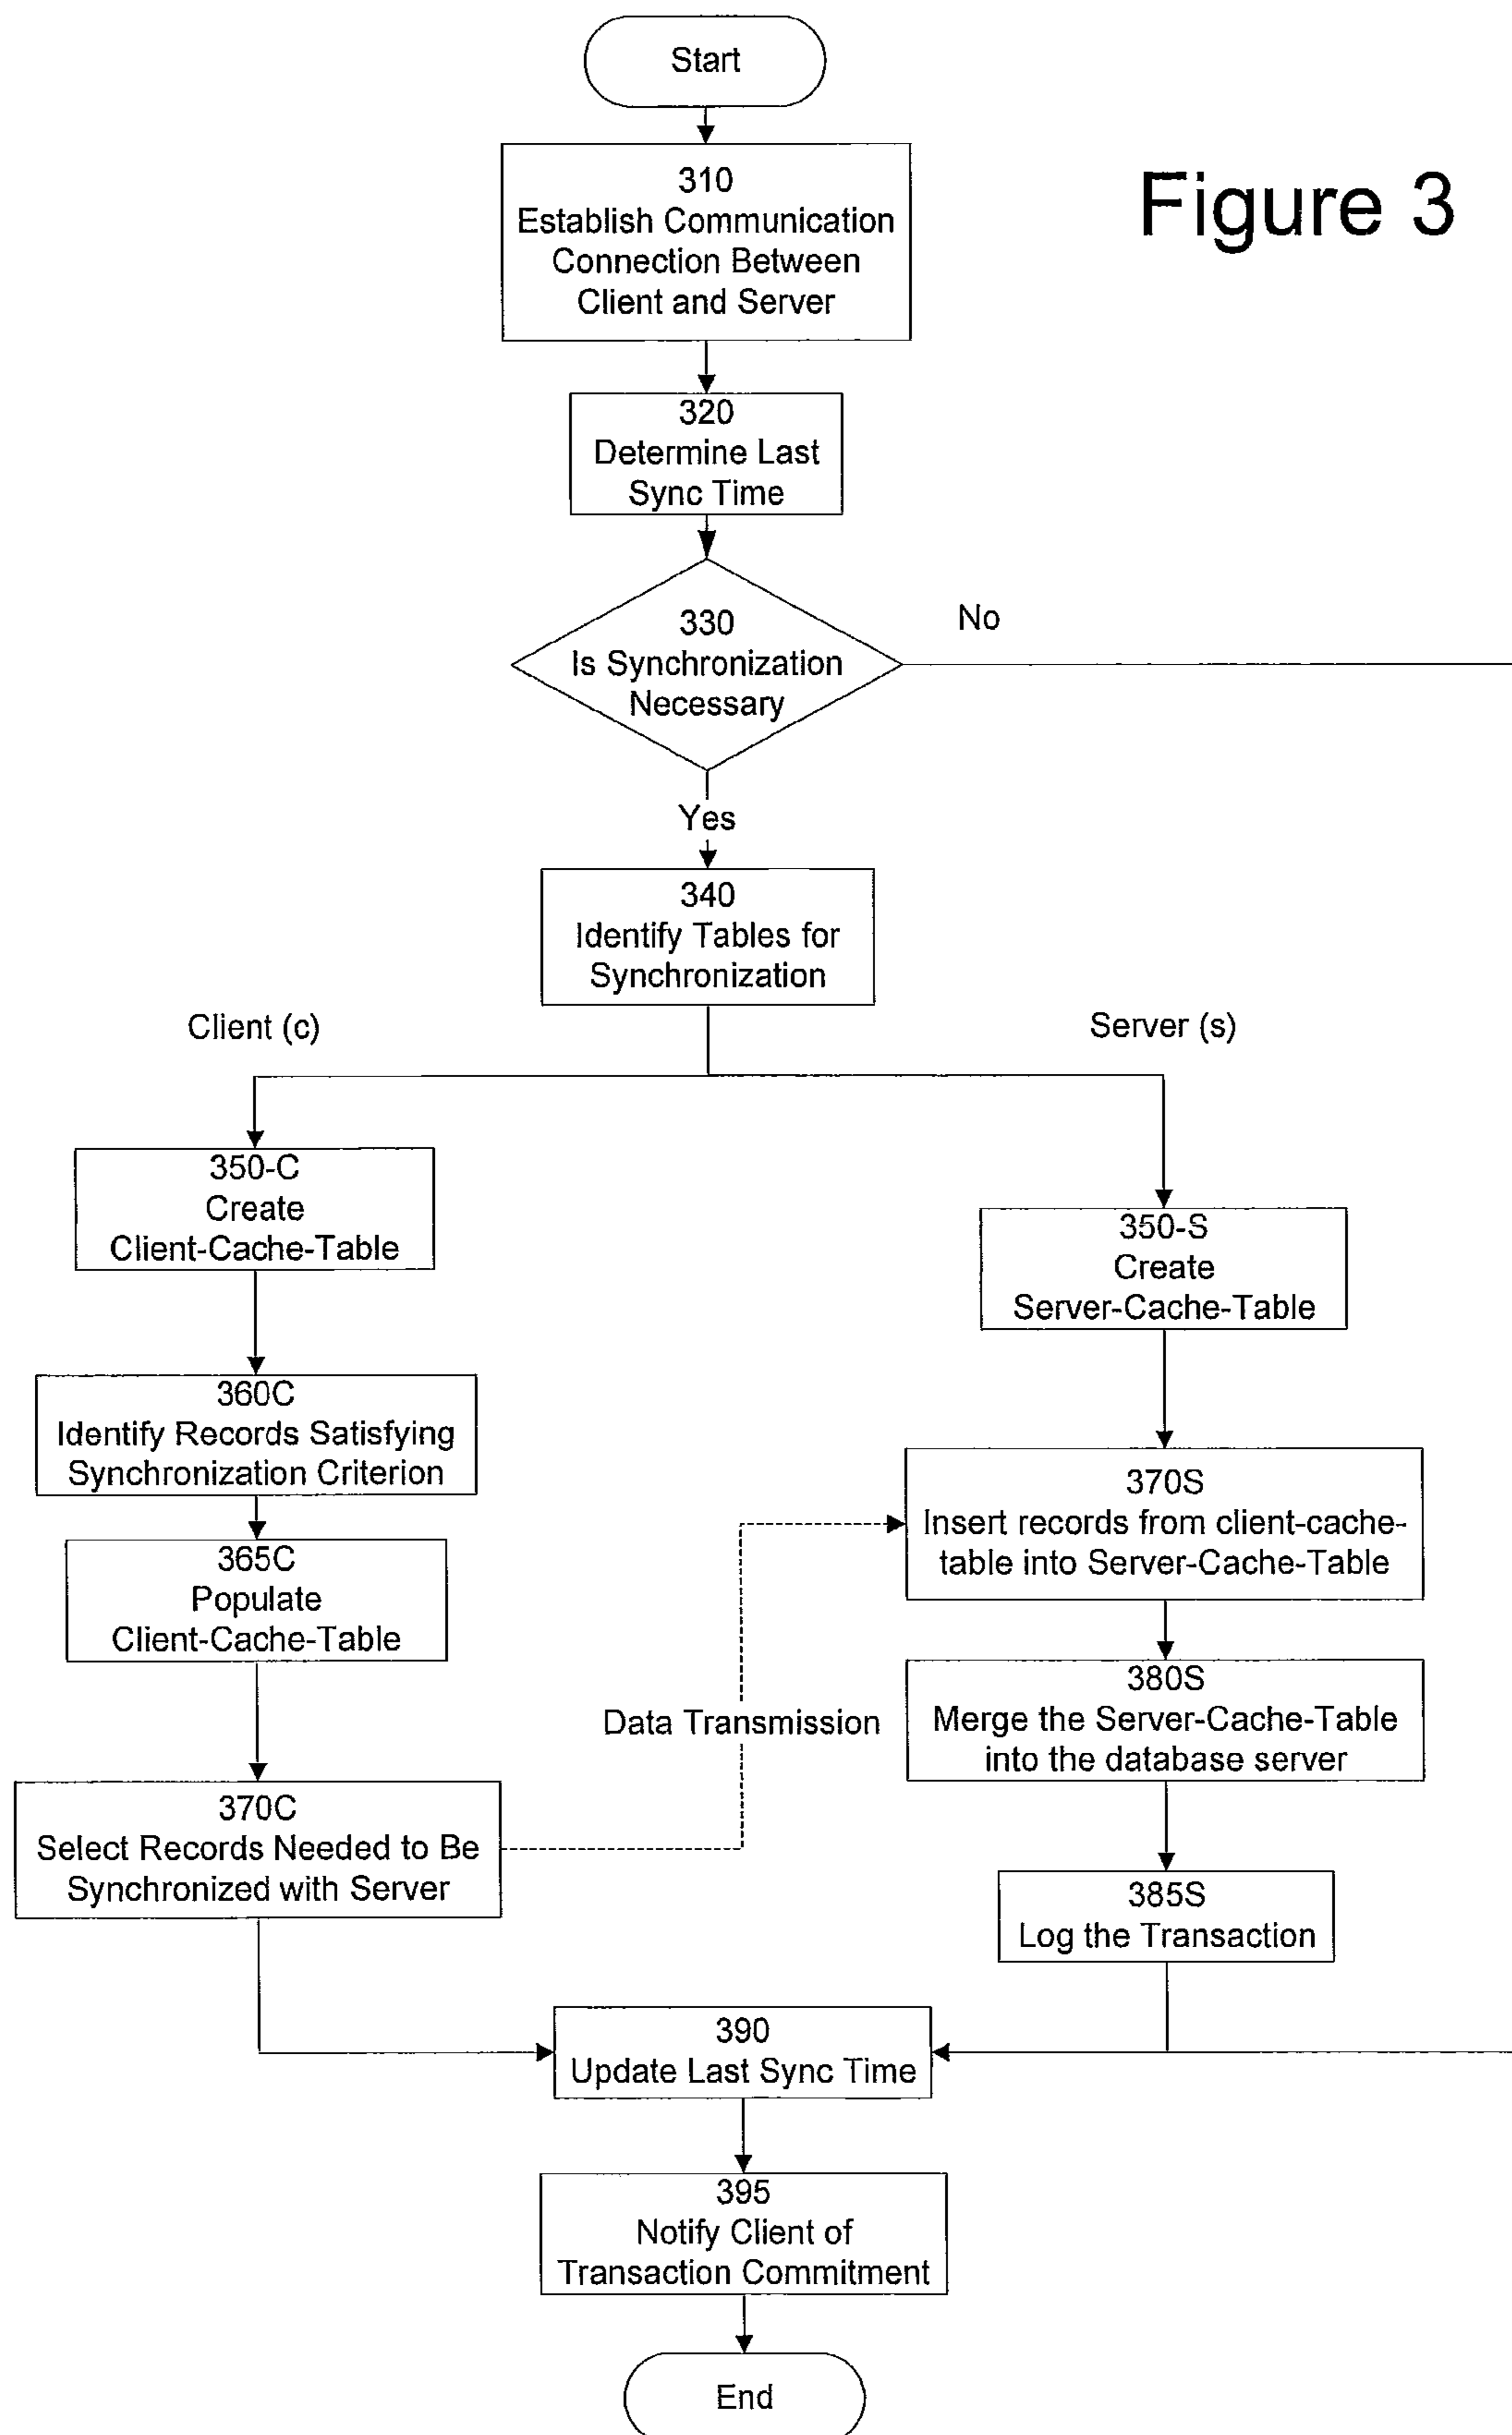 Start
Figure 3
310
Establish Communication
Connection Between
Client and Server
320
Determine Last
Sync Time
330
Is Synchronization
Necessary
No
Yes
340
Identify Tables for
Synchronization
Client (c)
Server (s)
350-C
Create
Client-Cache-Table
350-S
Create
Server-Cache-Table
360C
Identify Records Satisfying
Synchronization Criterion
370S
Insert records from client-cache-
table into Server-Cache-Table
365C
Populate
Client-Cache-Table
380S
Merge the Server-Cache-Table
into the database server
Data Transmission
370C
Select Records Needed to Be
Synchronized with Server
385S
Log the Transaction
390
Update Last Sync Time
395
Notify Client of
Transaction Commitment
End